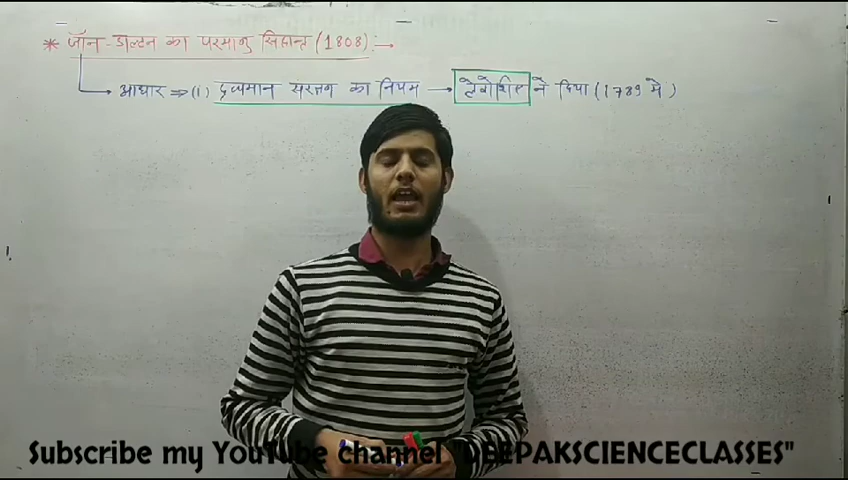 * जॉन-डाल्टन का परमाणु सिद्धान्त (1808) :→
आधार ⇒ (1) द्रव्यमान संरक्षण का नियम → लेवोशिए ने दिया (1789 मे)
Subscribe my YouTube channel "DEEPAKSCIENCECLASSES"